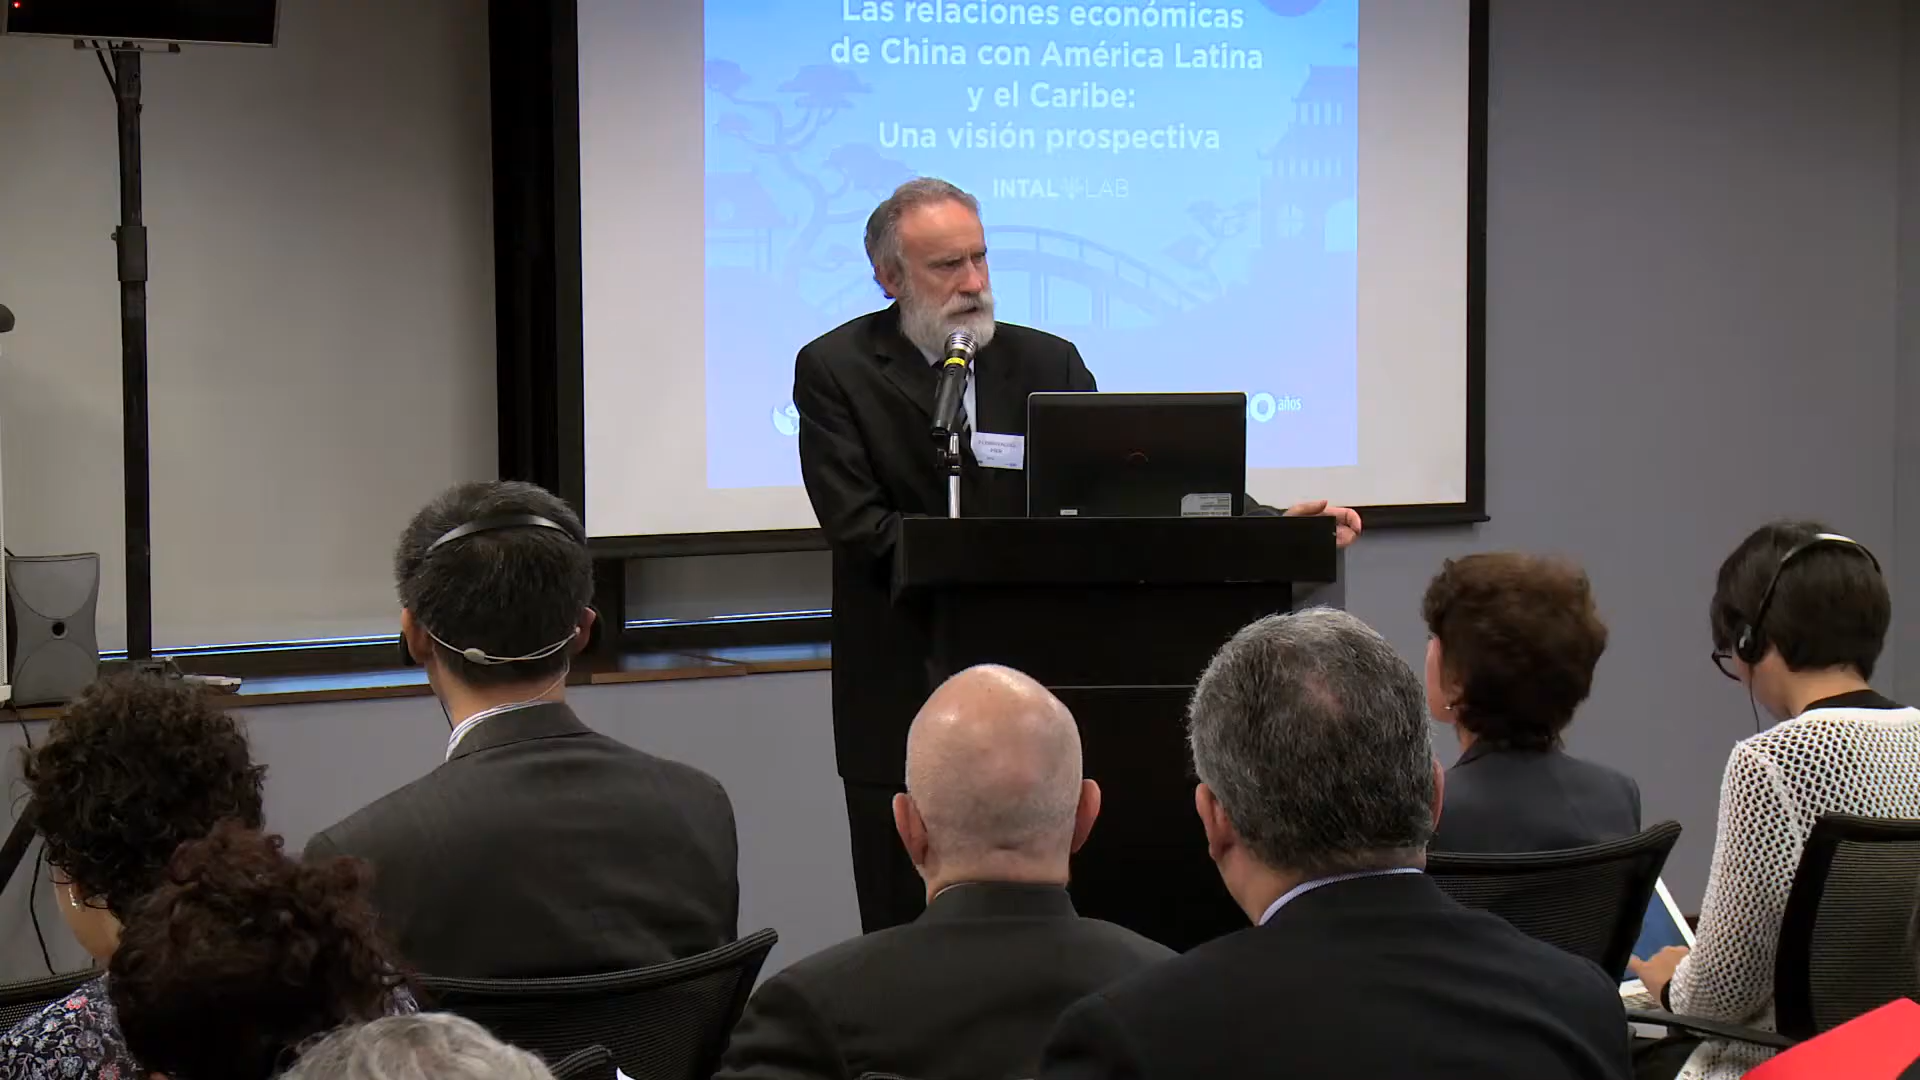 Las relaciones económicas
de China con América Latina
y el Caribe:
Una visión prospectiva
INTAL LAB
años